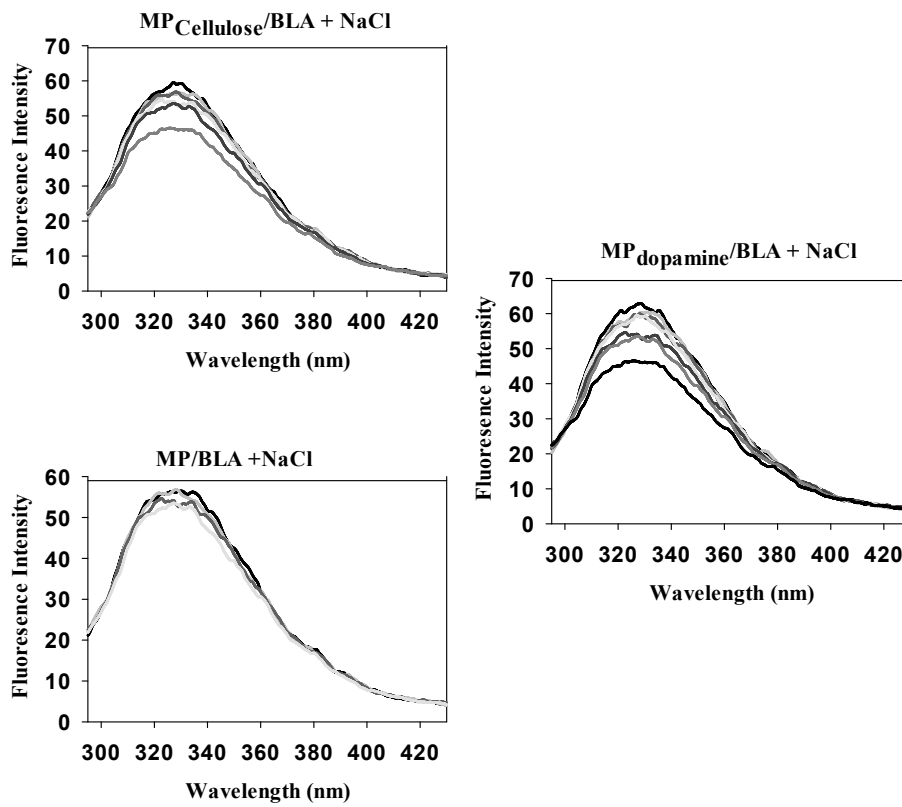 MPCellulose/BLA + NaCl
70
60
50
40
30
20
10
0
Fluoresence Intensity
300 320 340 360 380 400 420
Wavelength (nm)
MPdopamine/BLA + NaCl
70
60
50
40
30
20
10
0
Fluoresence Intensity
300 320 340 360 380 400 420
Wavelength (nm)
MP/BLA +NaCl
60
50
40
30
20
10
0
Fluoresence Intensity
300 320 340 360 380 400 420
Wavelength (nm)